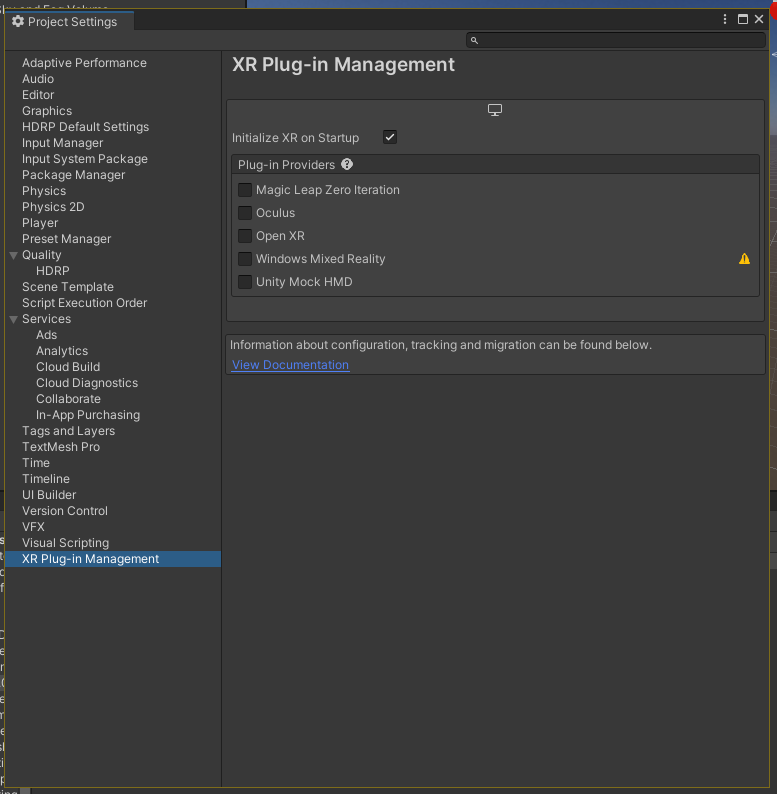 Project Settings
Adaptive Performance
Audio
Editor
Graphics
HDRP Default Settings
Input Manager
Input System Package
Package Manager
Physics
Physics 2D
Player
Preset Manager
Quality
HDRP
Scene Template
Script Execution Order
Services
Ads
Analytics
Cloud Build
Cloud Diagnostics
Collaborate
In-App Purchasing
Tags and Layers
TextMesh Pro
Time
Timeline
UI Builder
Version Control
VFX
Visual Scripting
XR Plug-in Management
XR Plug-in Management
Initialize XR on Startup
Plug-in Providers
Magic Leap Zero Iteration
Oculus
Open XR
Windows Mixed Reality
Unity Mock HMD
Information about configuration, tracking and migration can be found below.
View Documentation